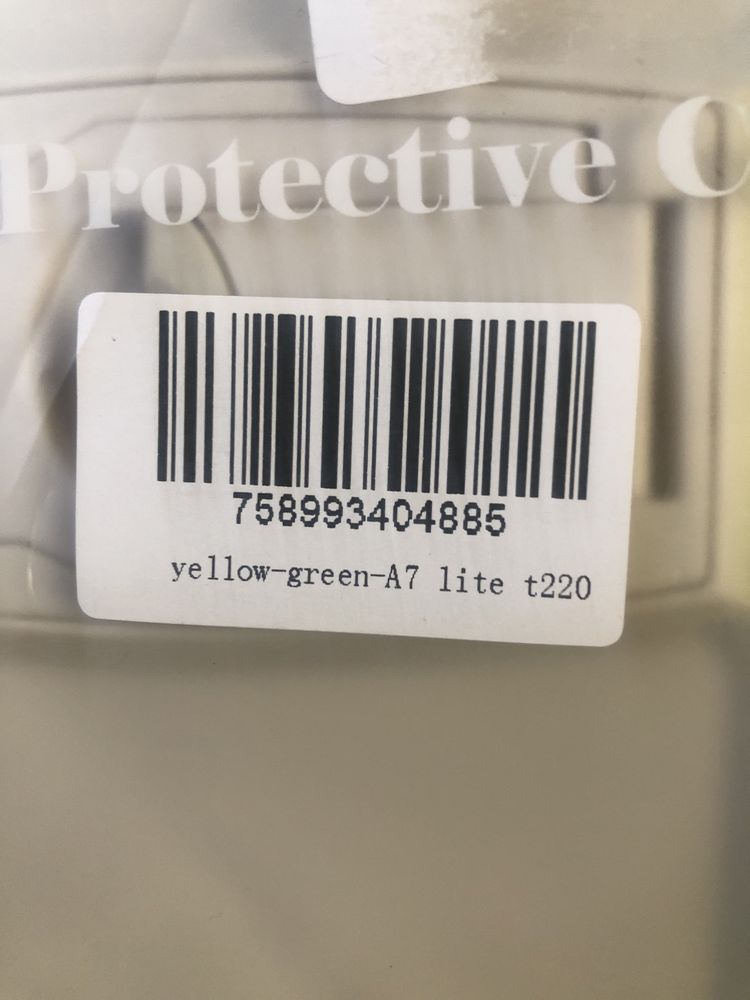 Protective C
758993404885
yellow-green-A7 lite t220